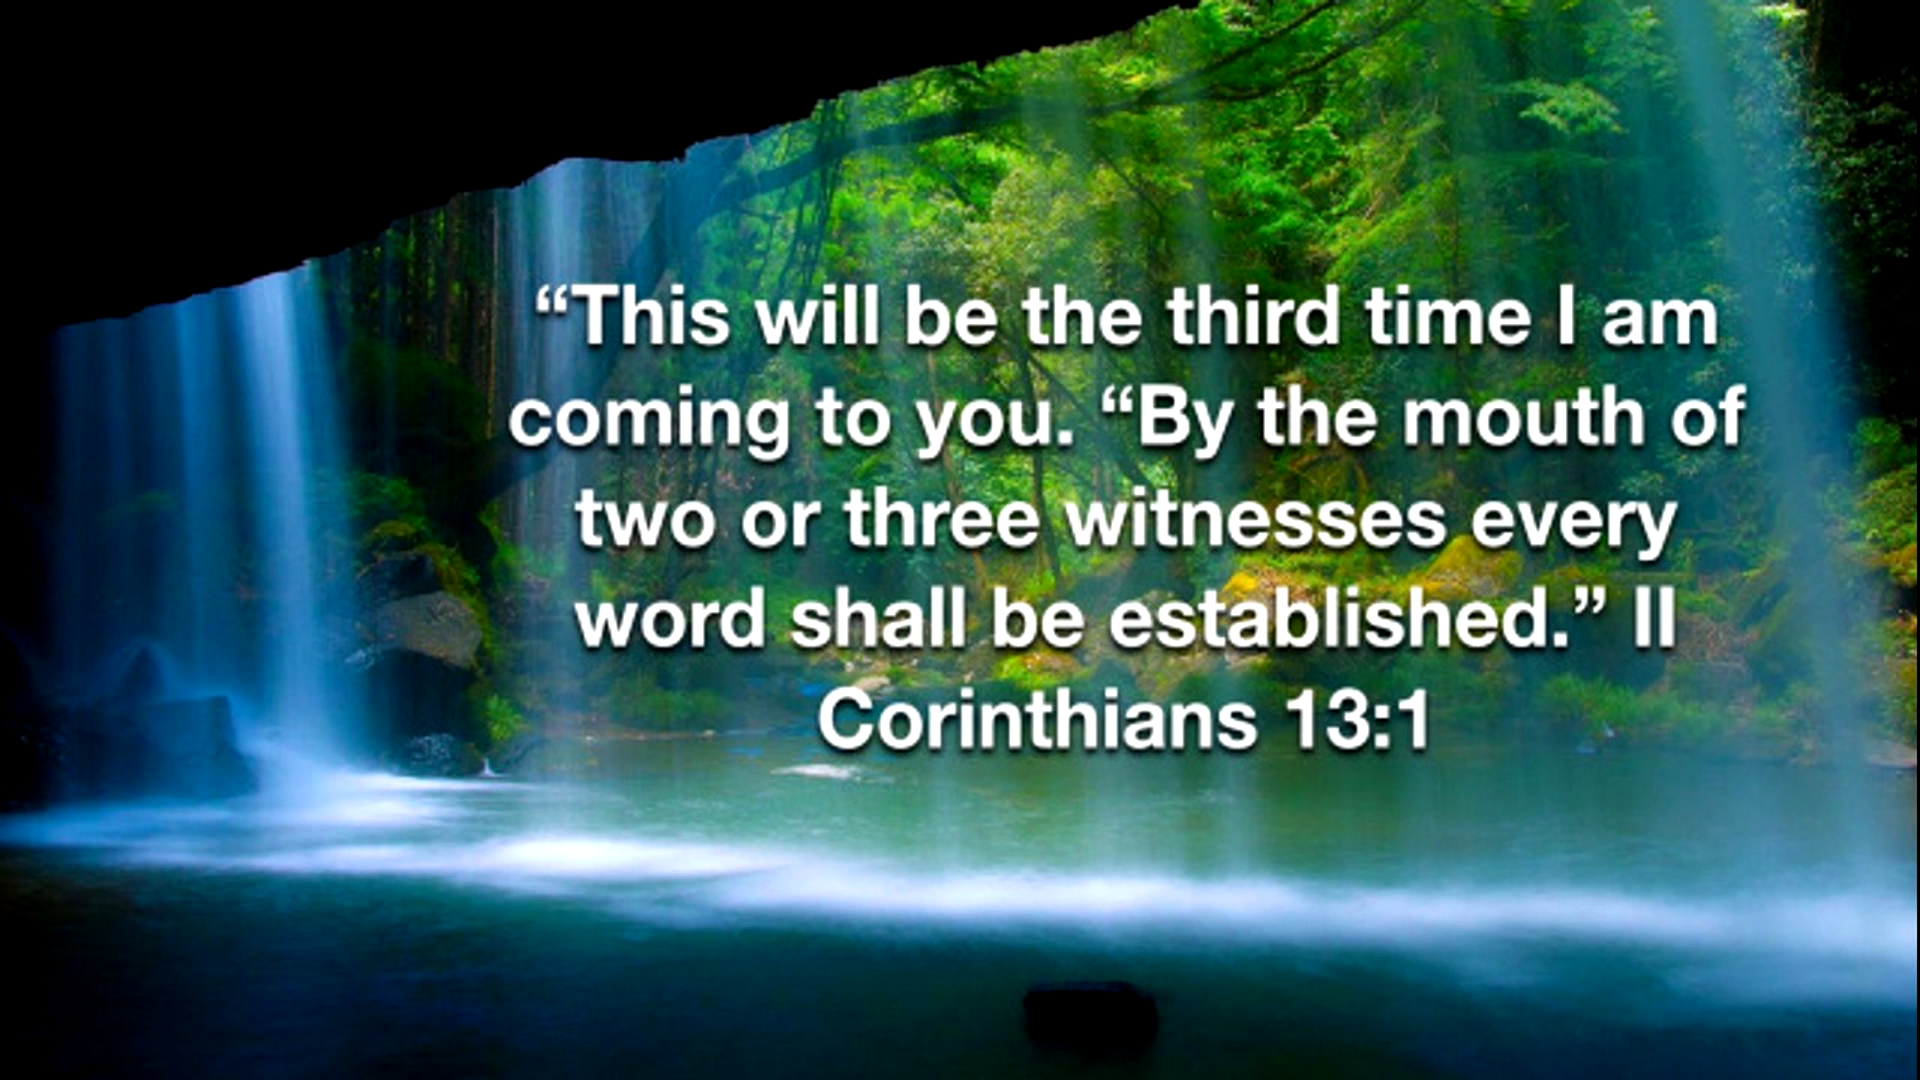 “This will be the third time I am
coming to you. “By the mouth of
two or three witnesses every
word shall be established.” II
Corinthians 13:1